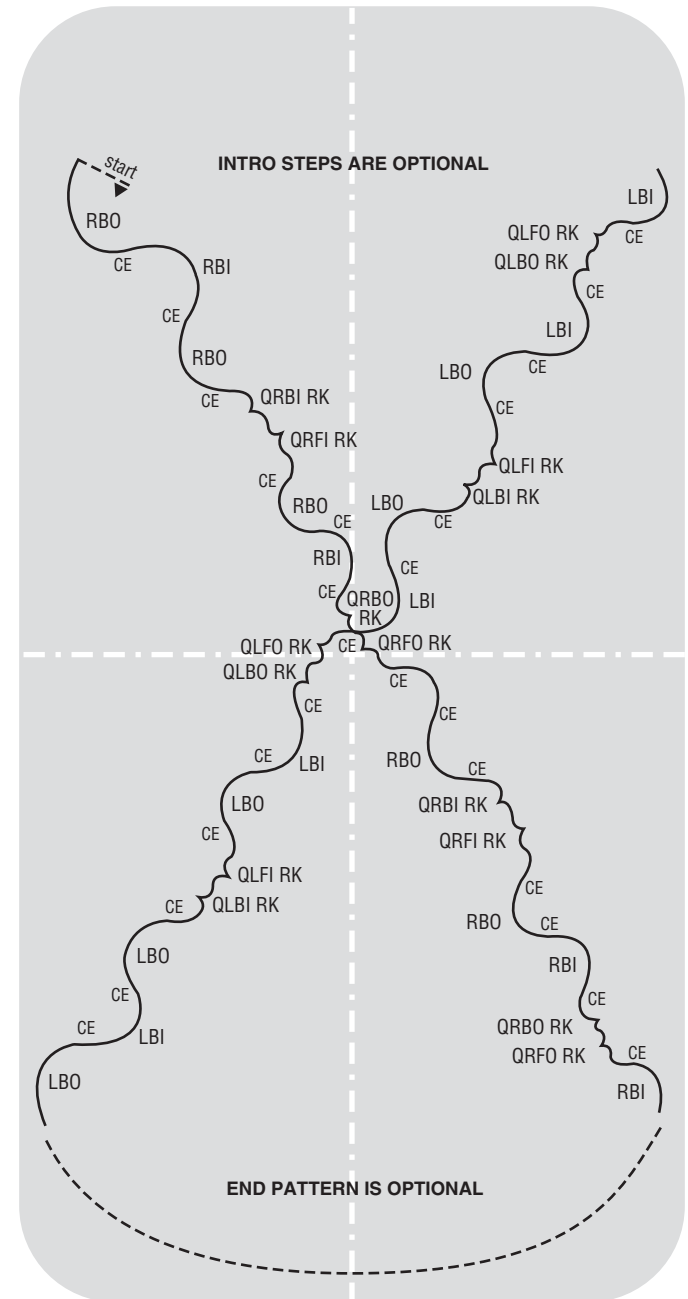 start
INTRO STEPS ARE OPTIONAL
RBO
CE
RBI
CE
RBO
CE
QRBI RK
QRFI RK
CE
RBO
CE
RBI
CE
QRBO
RK
LBI
CE
QLFO RK
QLBO RK
CE
LBI
CE
LBO
CE
QLFI RK
QLBI RK
CE
LBO
CE
LBI
CE
QRFO RK
CE
CE
RBO
CE
QRBI RK
QRFI RK
CE
RBO
CE
RBI
CE
QRBO RK
QRFO RK
CE
RBI
QLFO RK
QLBO RK
CE
LBI
CE
LBO
CE
QLFI RK
QLBI RK
CE
LBO
CE
LBI
CE
LBO
END PATTERN IS OPTIONAL